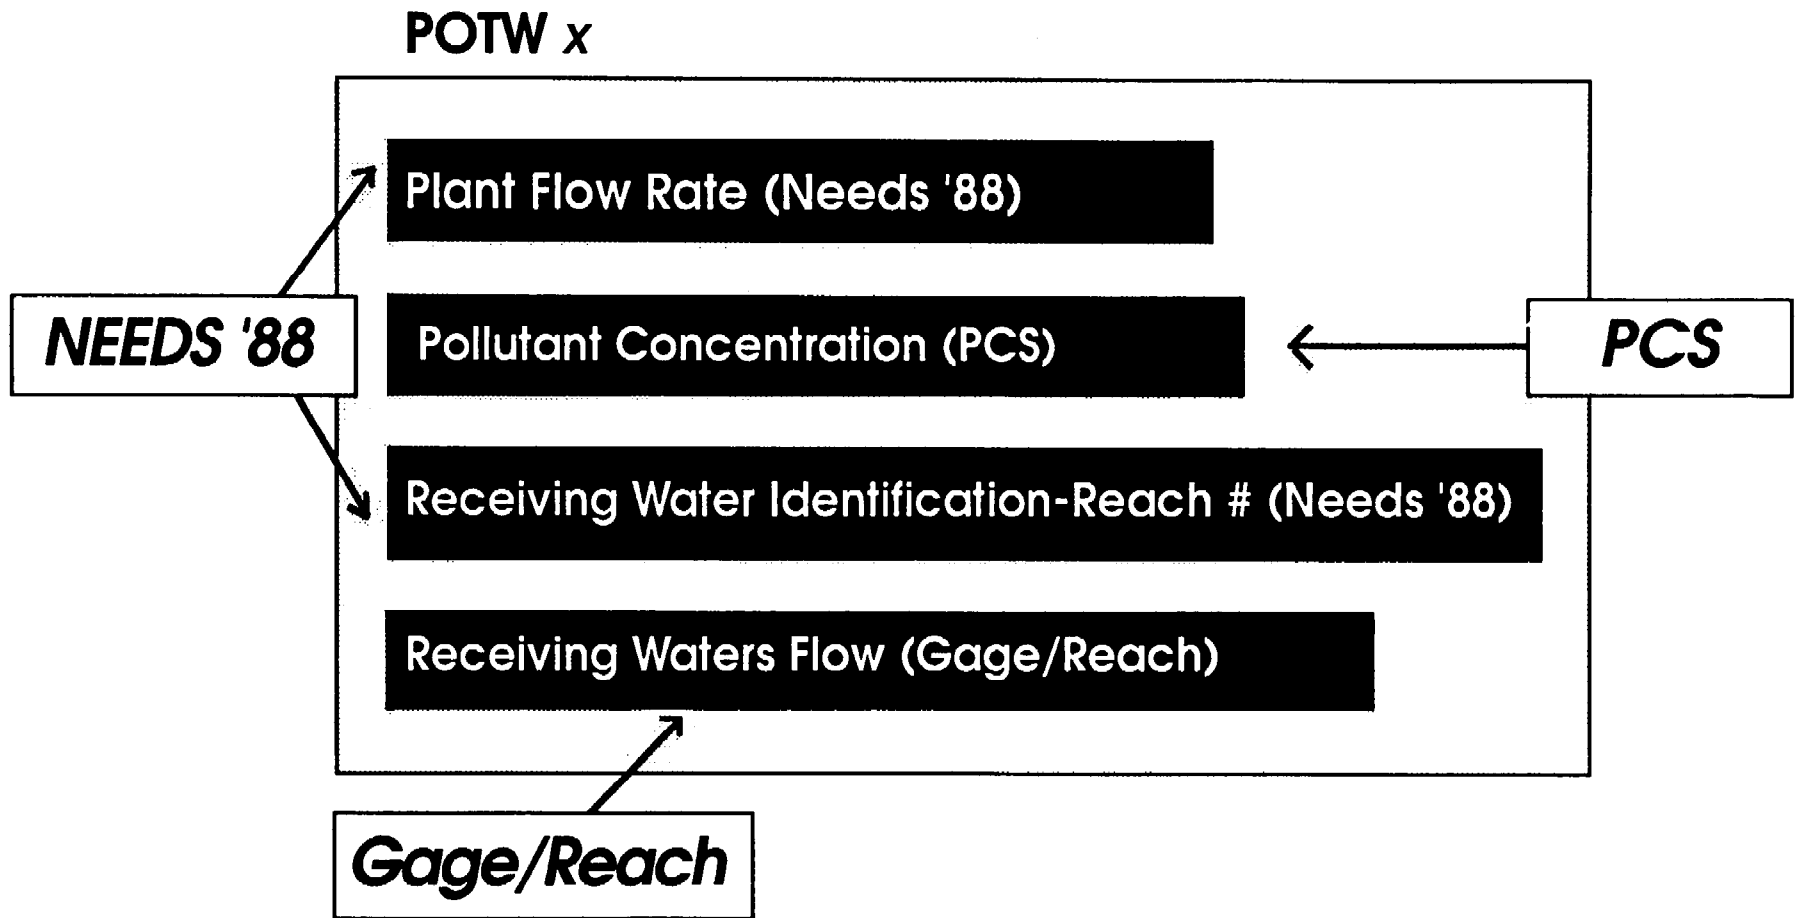 POTW x
Plant Flow Rate (Needs '88)
NEEDS '88
Pollutant Concentration (PCS)
PCS
Receiving Water Identification-Reach # (Needs '88)
Receiving Waters Flow (Gage/Reach)
Gage/Reach